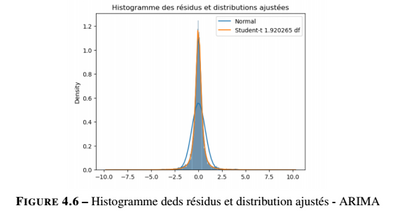 Histogramme des résidus et distributions ajustées
Normal
Student-t 1.920265 df
Density
1.2
1.0
0.8
0.6
0.4
0.2
0.0
-10.0 -7.5 -5.0 -2.5 0.0 2.5 5.0 7.5 10.0
FIGURE 4.6 – Histogramme deds résidus et distribution ajustés - ARIMA